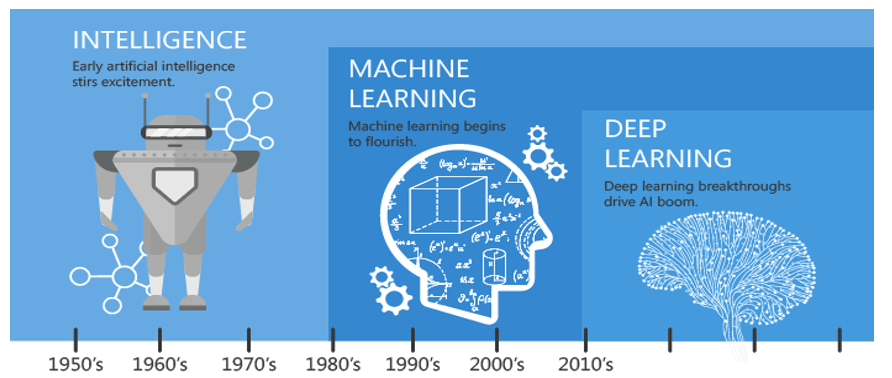 INTELLIGENCE
Early artificial intelligence
stirs excitement.
MACHINE
LEARNING
Machine learning begins
to flourish.
DEEP
LEARNING
Deep learning breakthroughs
drive AI boom.
1950's 1960's 1970's 1980's 1990's 2000's 2010's